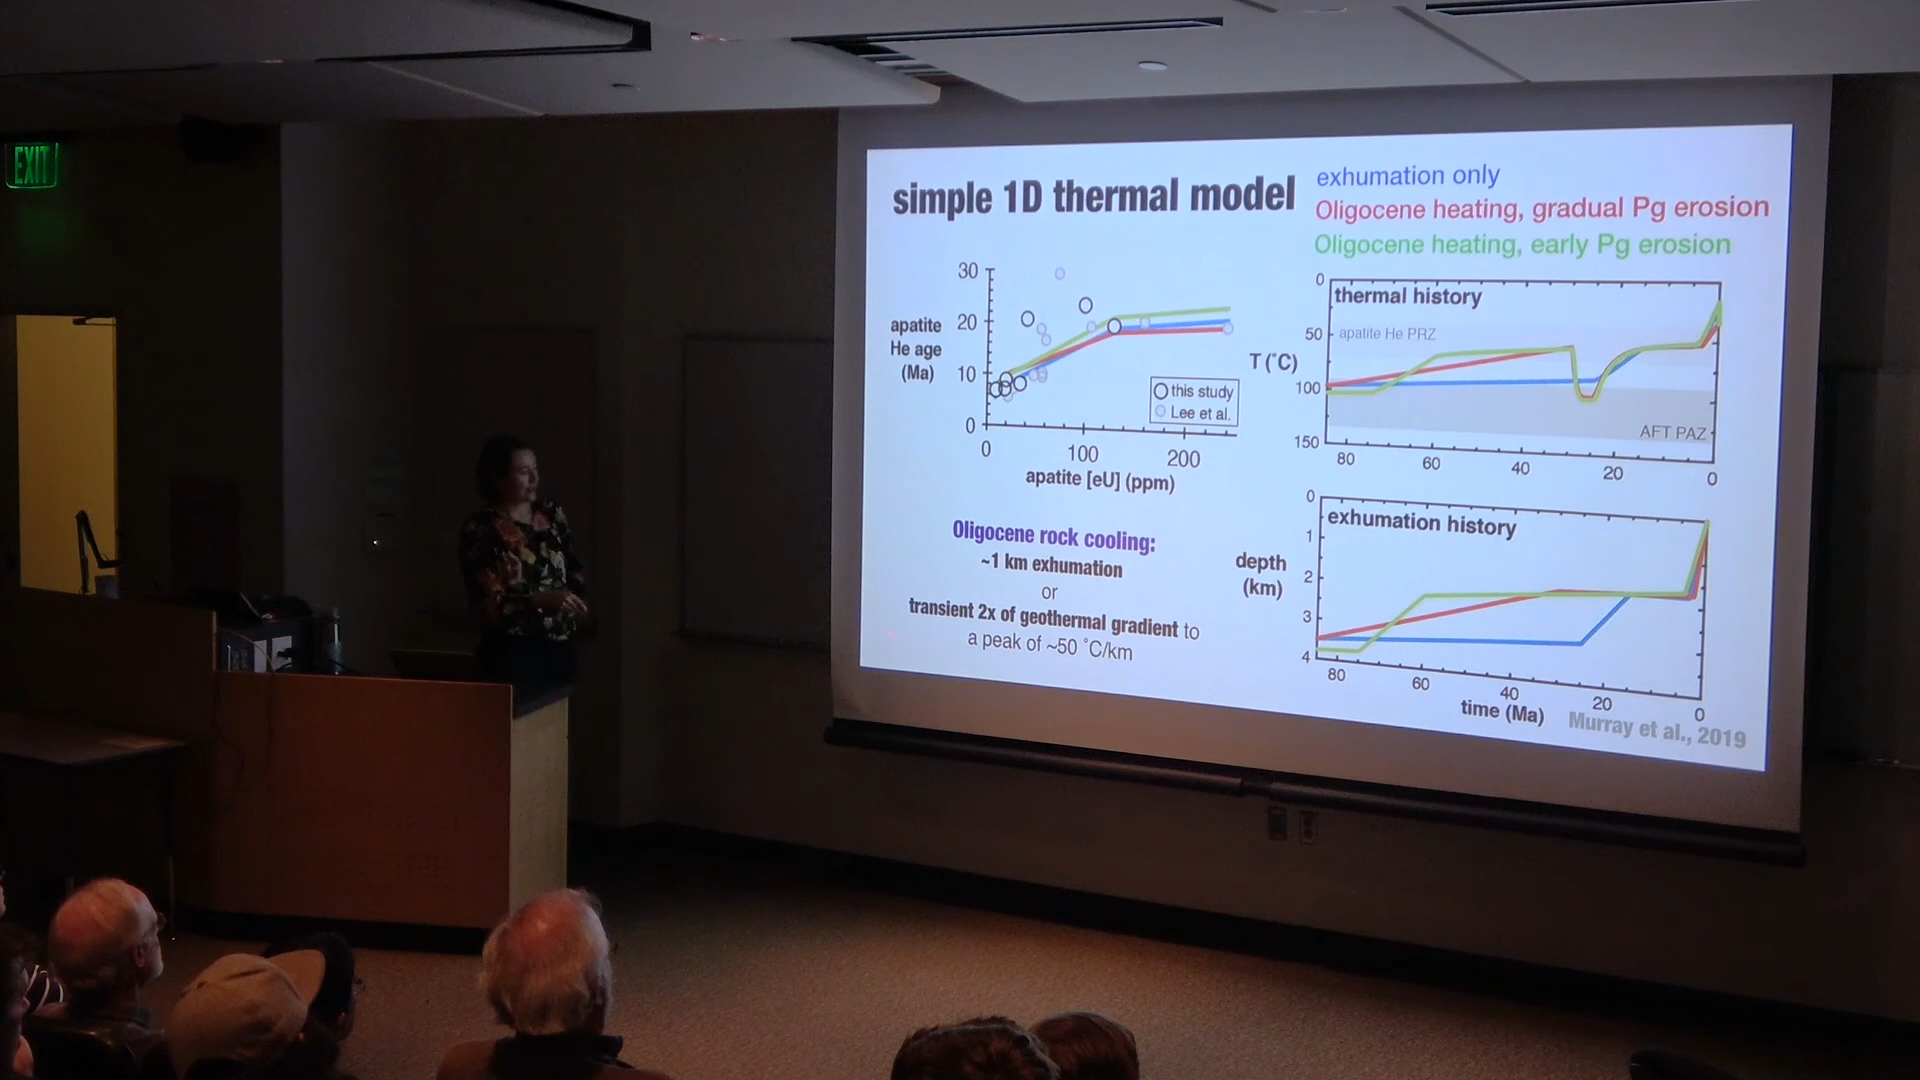 EXIT
simple 1D thermal model
exhumation only
Oligocene heating, gradual Pg erosion
Oligocene heating, early Pg erosion
30
20
10
0
apatite
He age
(Ma)
0
100
200
apatite [eU] (ppm)
this study
Lee et al.
Oligocene rock cooling:
~1 km exhumation
or
transient 2x of geothermal gradient to
a peak of ~50 ˚C/km
thermal history
apatite He PRZ
AFT PAZ
T (˚C)
0
50
100
150
80
60
40
20
0
exhumation history
depth
(km)
0
1
2
3
4
80
60
40
20
0
time (Ma)
Murray et al., 2019